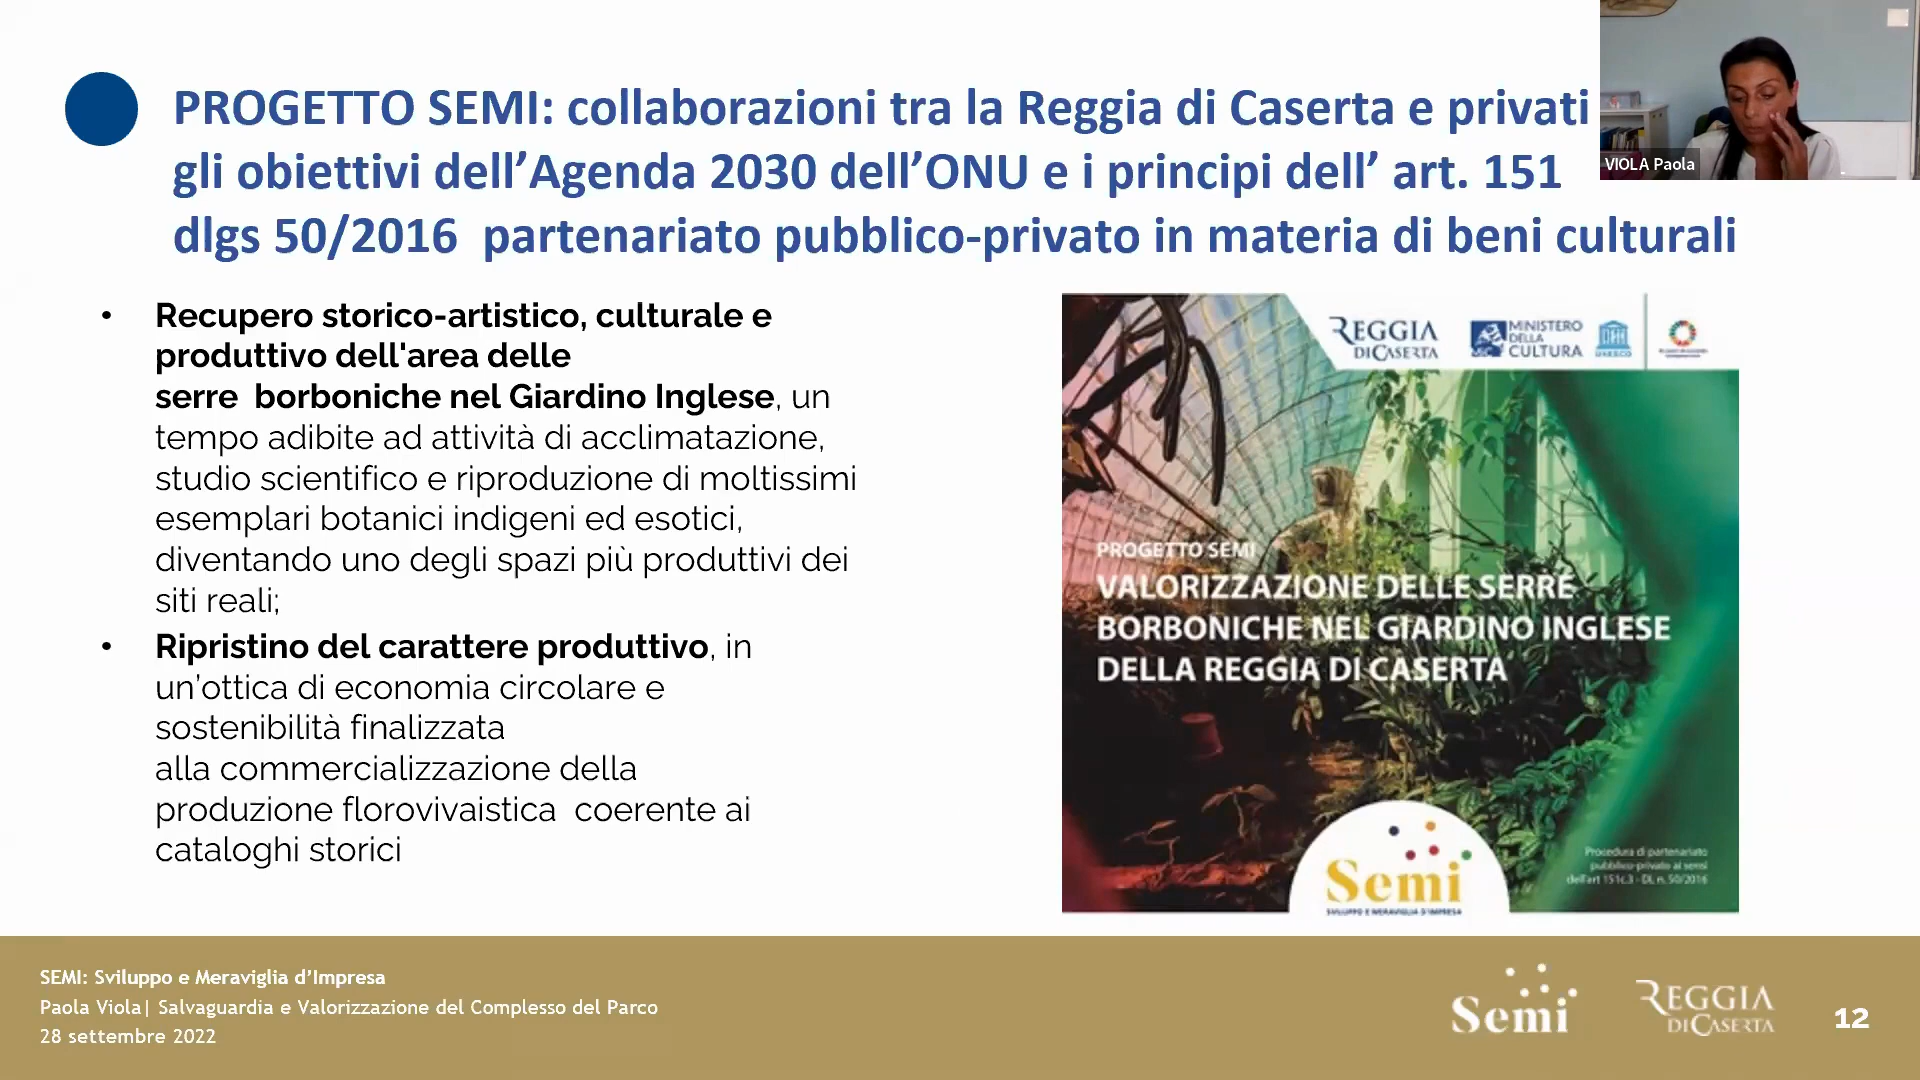 PROGETTO SEMI: collaborazioni tra la Reggia di Caserta e privati
gli obiettivi dell’Agenda 2030 dell’ONU e i principi dell’ art. 151
dlgs 50/2016  partenariato pubblico-privato in materia di beni culturali
VIOLA Paola
• Recupero storico-artistico, culturale e
produttivo dell'area delle
serre  borboniche nel Giardino Inglese, un
tempo adibite ad attività di acclimatazione,
studio scientifico e riproduzione di moltissimi
esemplari botanici indigeni ed esotici,
diventando uno degli spazi più produttivi dei
siti reali;
• Ripristino del carattere produttivo, in
un’ottica di economia circolare e
sostenibilità finalizzata
alla commercializzazione della
produzione florovivaistica  coerente ai
cataloghi storici
REGGIA
DI CASERTA
MiC
MINISTERO
DELLA
CULTURA
UNESCO
PROGETTO SEMI
VALORIZZAZIONE DELLE SERRE
BORBONICHE NEL GIARDINO INGLESE
DELLA REGGIA DI CASERTA
Procedura di partenariato
pubblico-privato ai sensi
dell'art 151c.3 - DL n. 50/2016
Semi
SVILUPPO E MERAVIGLIA D'IMPRESA
SEMI: Sviluppo e Meraviglia d’Impresa
Paola Viola| Salvaguardia e Valorizzazione del Complesso del Parco
28 settembre 2022
Semi
REGGIA
DI CASERTA
12